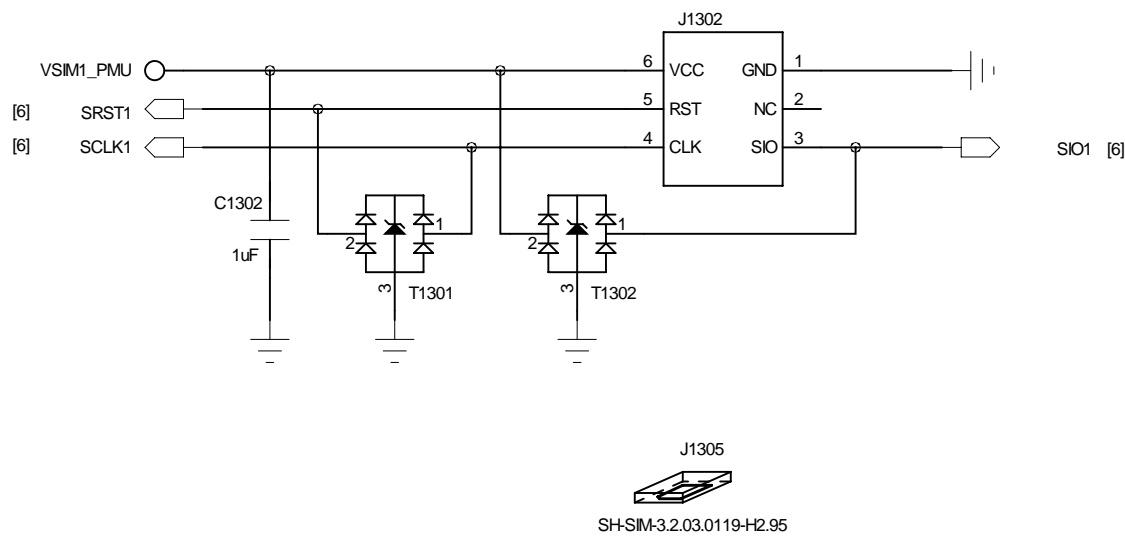 J1302
VSIM1_PMU 6 VCC GND 1
[6] SRST1 5 RST NC 2
[6] SCLK1 4 CLK SIO 3 SIO1 [6]
C1302
1uF
2 1 3 T1301
2 1 3 T1302
J1305
SH-SIM-3.2.03.0119-H2.95